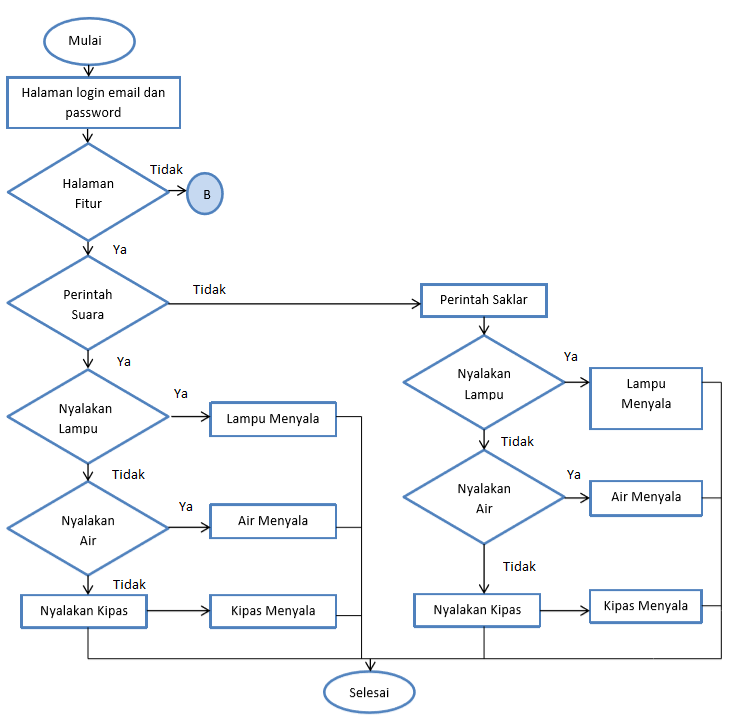 Mulai
Halaman login email dan
password
Halaman
Fitur
Tidak
B
Ya
Perintah
Suara
Tidak
Perintah Saklar
Ya
Nyalakan
Lampu
Ya
Lampu Menyala
Tidak
Nyalakan
Air
Ya
Air Menyala
Tidak
Nyalakan Kipas
Kipas Menyala
Nyalakan
Lampu
Ya
Lampu
Menyala
Tidak
Nyalakan
Air
Ya
Air Menyala
Tidak
Nyalakan Kipas
Kipas Menyala
Selesai